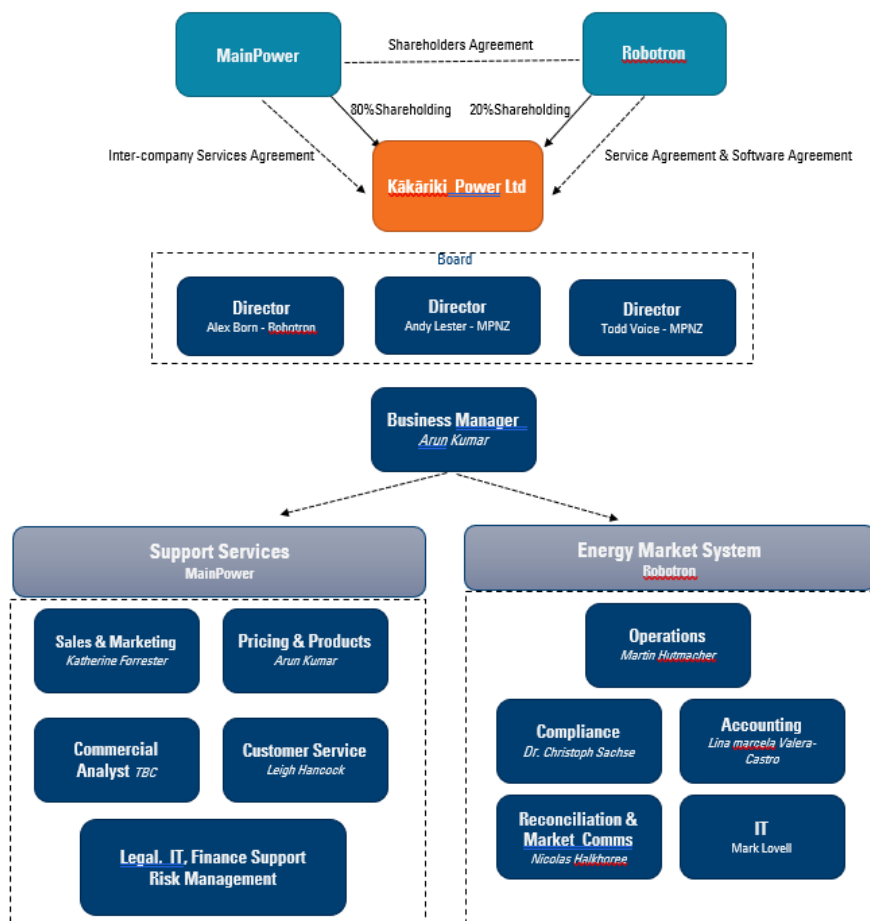 MainPower
Shareholders Agreement
Robotron
80%Shareholding
20%Shareholding
Inter-company Services Agreement
Kākāriki Power Ltd
Service Agreement & Software Agreement
Board
Director
Alex Born - Robotron
Director
Andy Lester - MPNZ
Director
Todd Voice - MPNZ
Business Manager
Arun Kumar
Support Services
MainPower
Energy Market System
Robotron
Sales & Marketing
Katherine Forrester
Pricing & Products
Arun Kumar
Commercial
Analyst TBC
Customer Service
Leigh Hancock
Legal. IT, Finance Support
Risk Management
Operations
Martin Hutmacher
Compliance
Dr. Christoph Sachse
Accounting
Lina marcela Valera-
Castro
Reconciliation &
Market Comms
Nicolas Halkhoree
IT
Mark Lovell